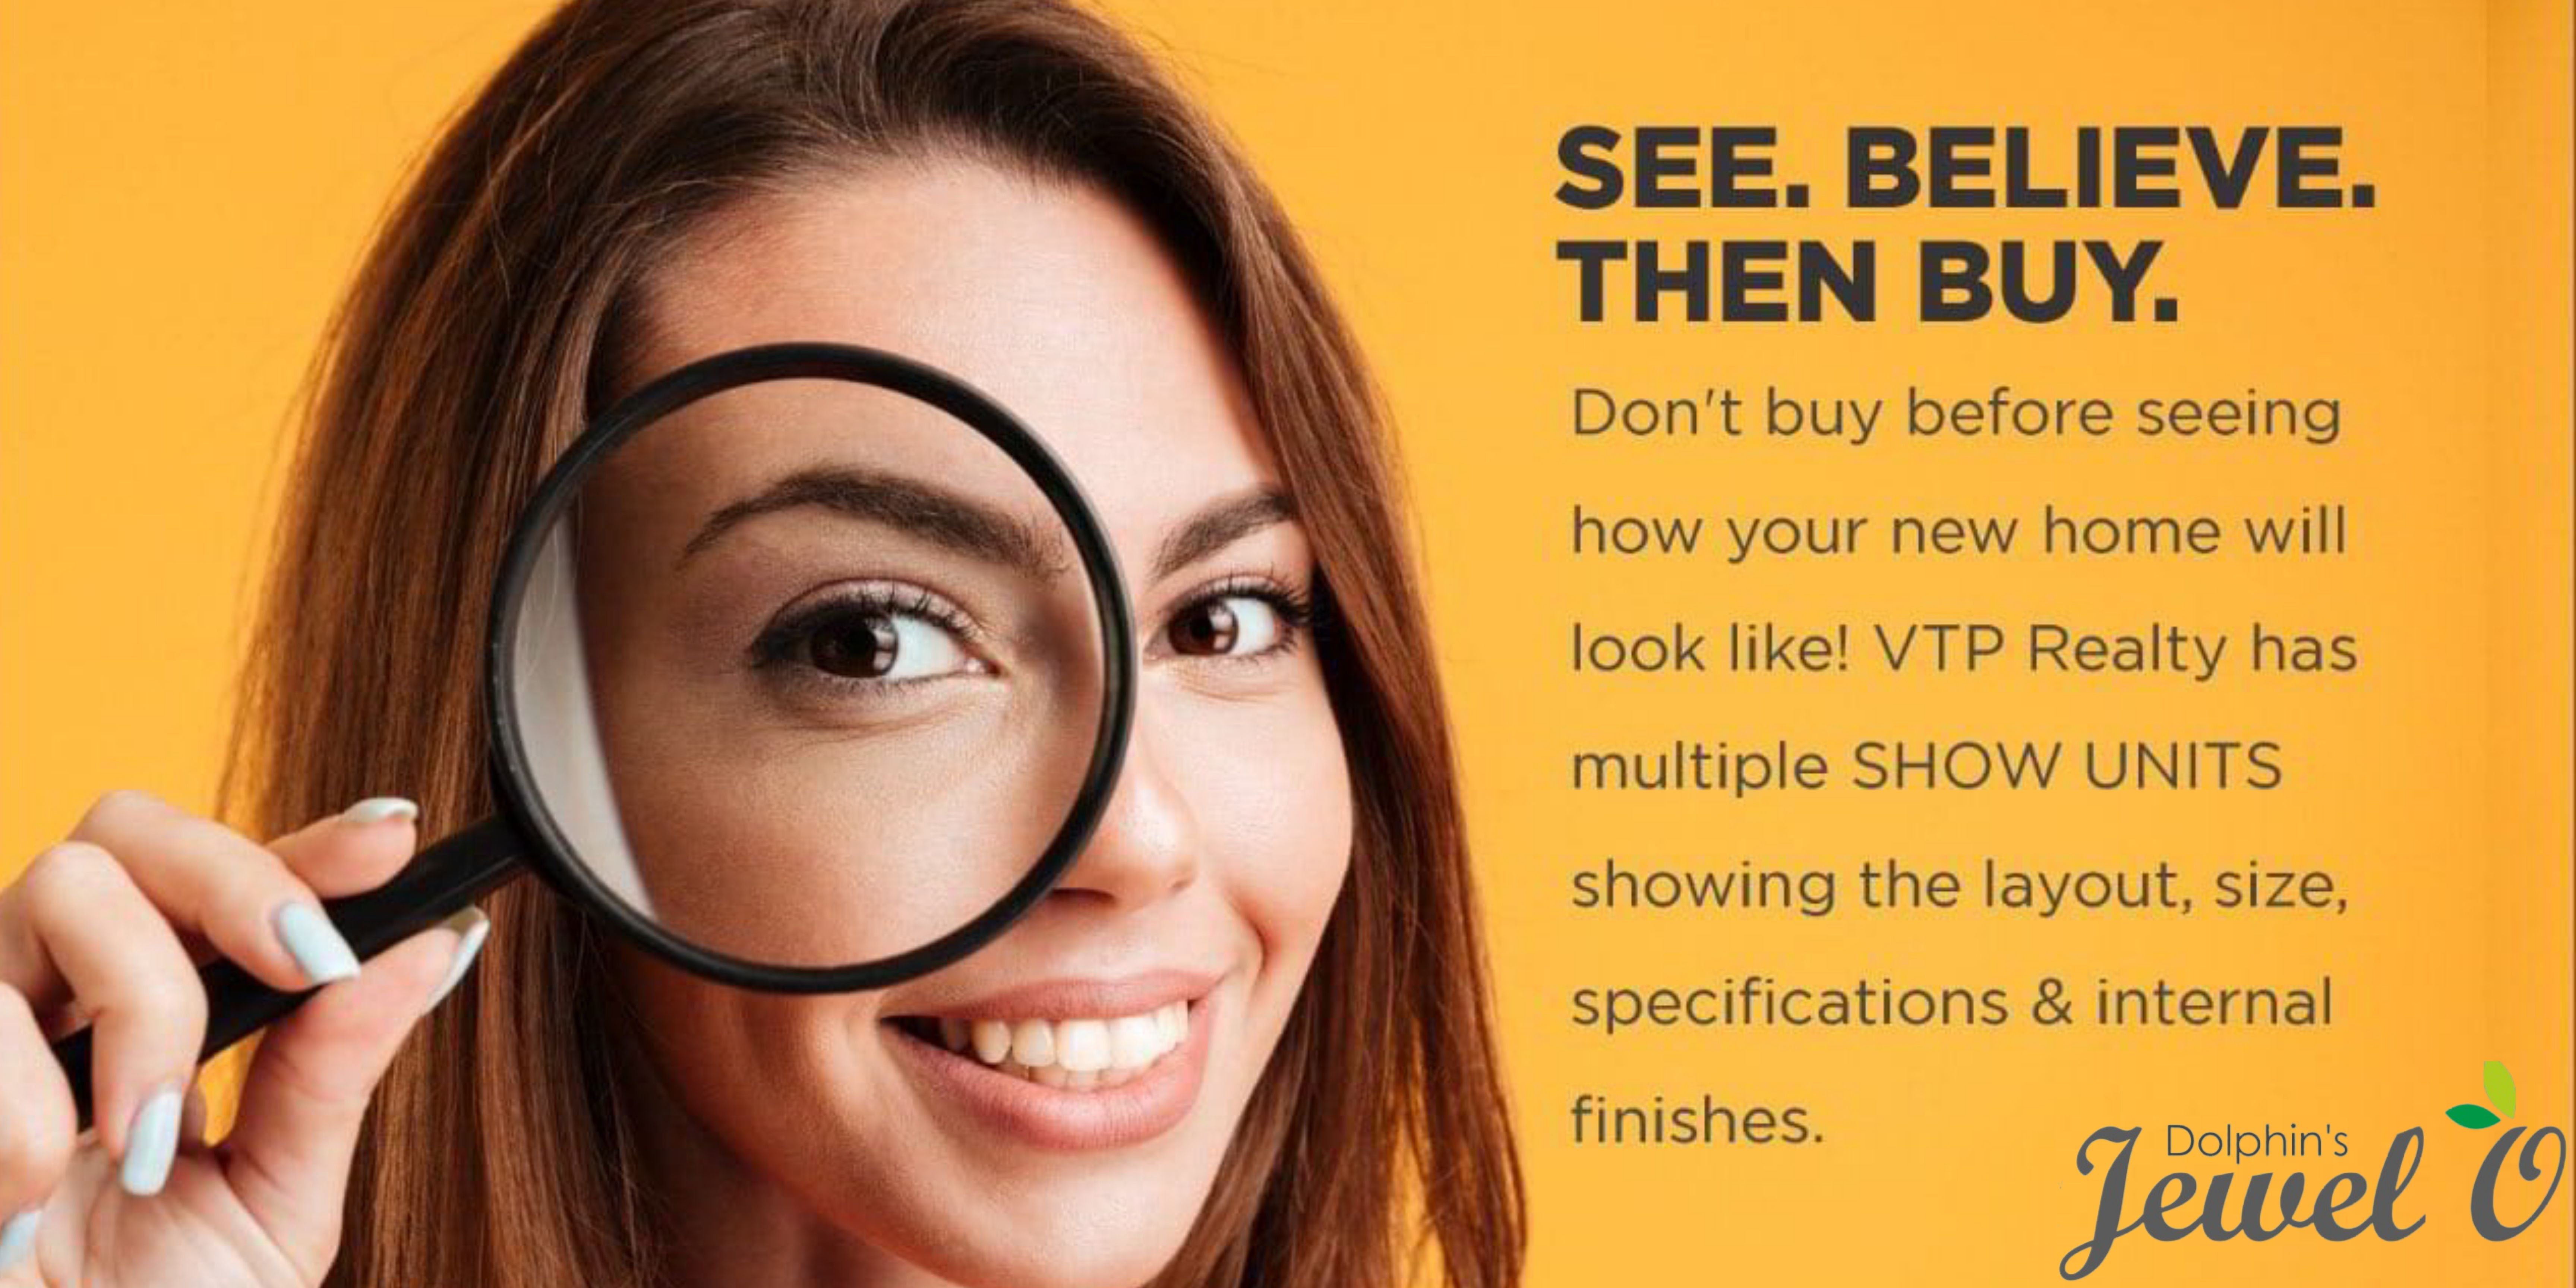 SEE. BELIEVE.
THEN BUY.
Don't buy before seeing
how your new home will
look like! VTP Realty has
multiple SHOW UNITS
showing the layout, size,
specifications & internal
finishes.
Dolphin's
Jewel O